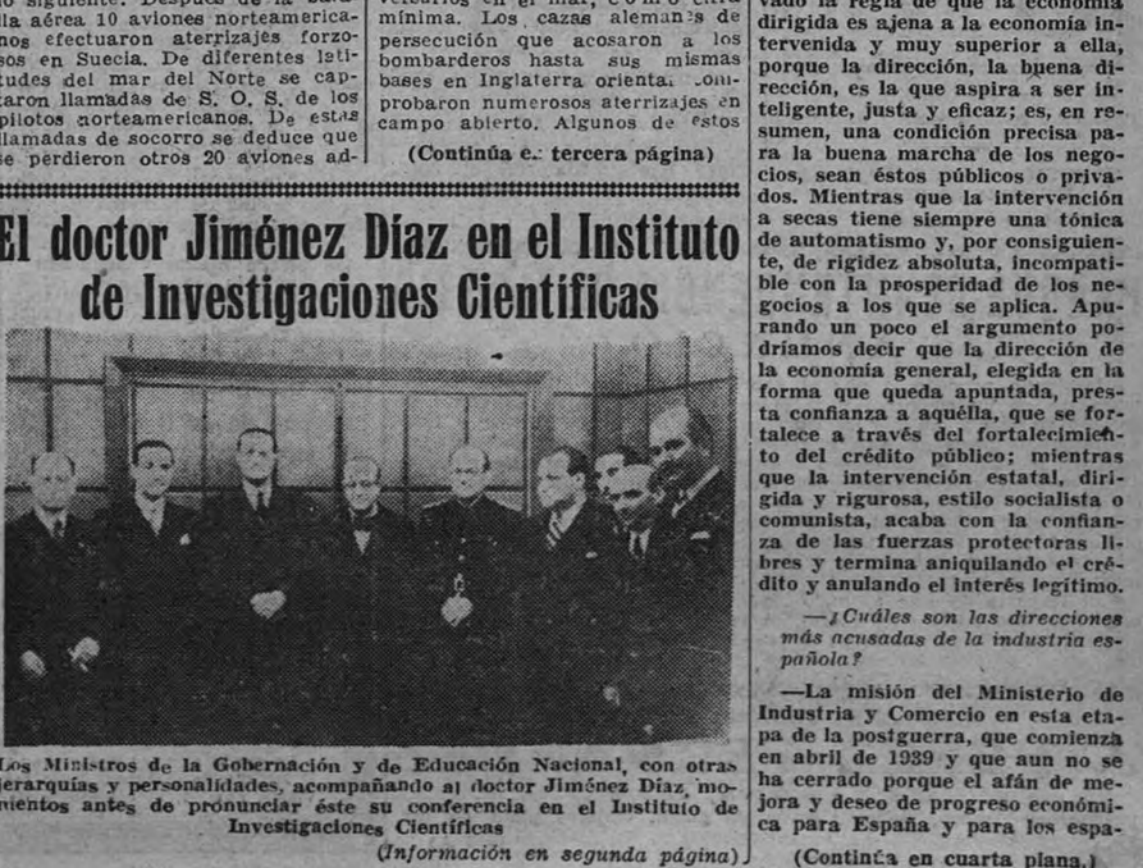 lla aérea 10 aviones norteamerica-
nos efectuaron aterrizajes forzo-
sos en Suecia. De diferentes lati-
tudes del mar del Norte se cap-
taron llamadas de S. O. S. de los
pilotos norteamericanos. De estas
llamadas de socorro se deduce que
se perdieron otros 20 aviones ad-
mínima. Los cazas alemanes de
persecución que acosaron a los
bombarderos hasta sus mismas
bases en Inglaterra oriental com-
probaron numerosos aterrizajes en
campo abierto. Algunos de estos
(Continúa e.: tercera página)
El doctor Jiménez Díaz en el Instituto
de Investigaciones Científicas
Los Ministros de la Gobernación y de Educación Nacional, con otras
jerarquías y personalidades, acompañando al doctor Jiménez Díaz, mo-
mentos antes de pronunciar éste su conferencia en el Instituto de
Investigaciones Científicas
(Información en segunda página)
vado la regla de que la economía
dirigida es ajena a la economía in-
tervenida y muy superior a ella,
porque la dirección, la buena di-
rección, es la que aspira a ser in-
teligente, justa y eficaz; es, en re-
sumen, una condición precisa pa-
ra la buena marcha de los nego-
cios, sean éstos públicos o priva-
dos. Mientras que la intervención
a secas tiene siempre una tónica
de automatismo y, por consiguien-
te, de rigidez absoluta, incompati-
ble con la prosperidad de los ne-
gocios a los que se aplica. Apu-
rando un poco el argumento po-
dríamos decir que la dirección de
la economía general, elegida en la
forma que queda apuntada, pres-
ta confianza a aquélla, que se for-
talece a través del fortalecimien-
to del crédito público; mientras
que la intervención estatal, diri-
gida y rigurosa, estilo socialista o
comunista, acaba con la confian-
za de las fuerzas protectoras li-
bres y termina aniquilando el cré-
dito y anulando el interés legítimo.
—¿Cuáles son las direcciones
más acusadas de la industria es-
pañola?
—La misión del Ministerio de
Industria y Comercio en esta eta-
pa de la postguerra, que comienza
en abril de 1939 y que aun no se
ha cerrado porque el afán de me-
jora y deseo de progreso económi-
ca para España y para los espa-
(Continúa en cuarta plana.)